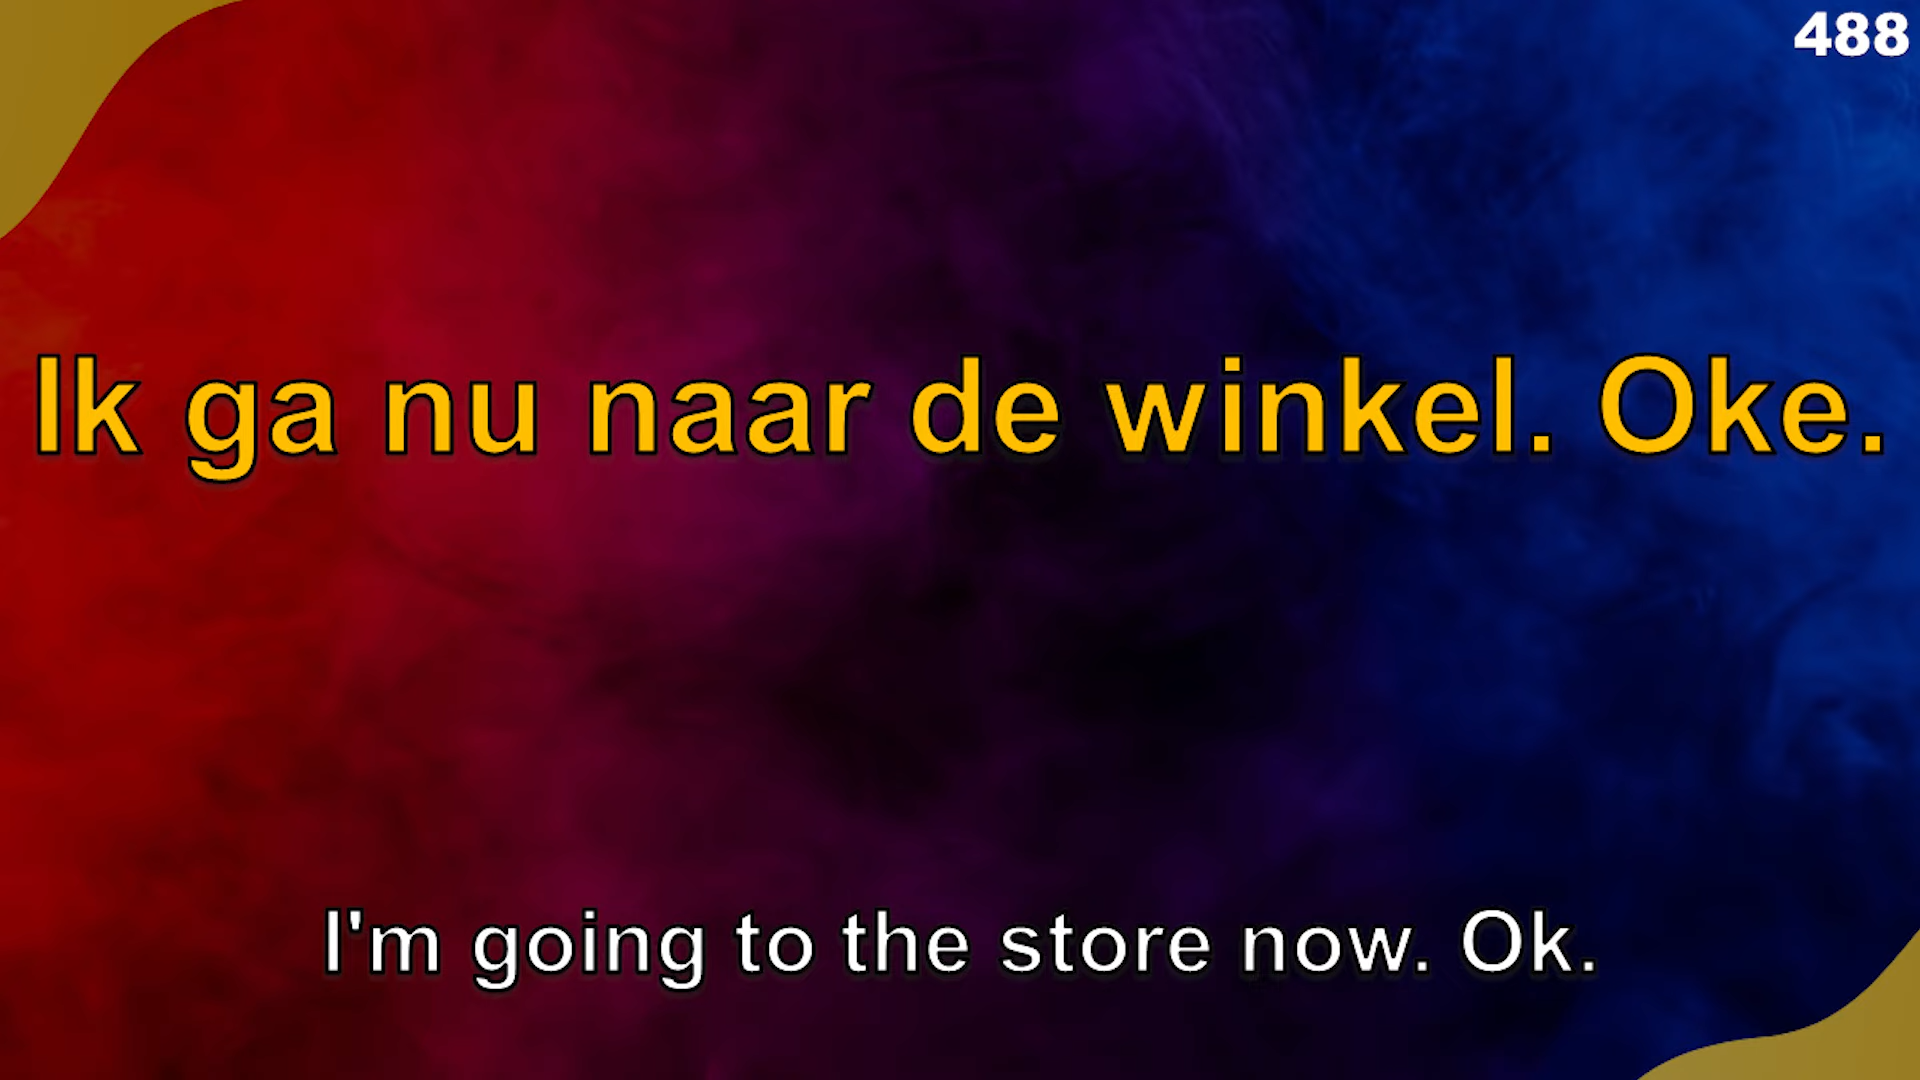 488
Ik ga nu naar de winkel. Oke.
I'm going to the store now. Ok.